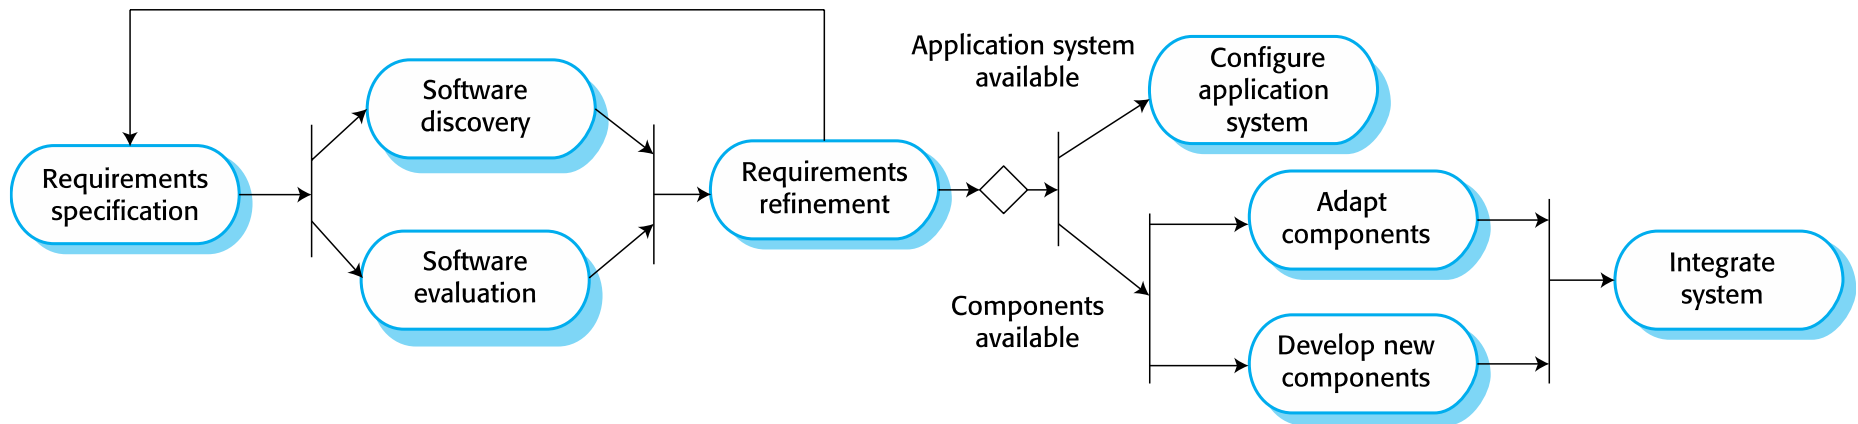 Requirements
specification
Software
discovery
Software
evaluation
Requirements
refinement
Application system
available
Configure
application
system
Components
available
Adapt
components
Develop new
components
Integrate
system